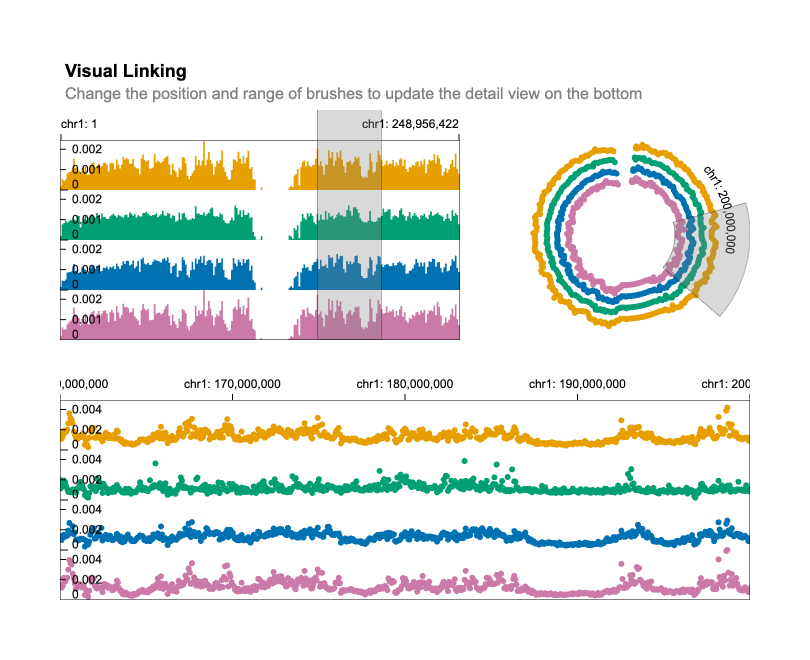 Visual Linking
Change the position and range of brushes to update the detail view on the bottom
chr1: 1
chr1: 248,956,422
0.002
0.001
0
0.002
0.001
0
0.002
0.001
0
0.002
0.001
0
chr1: 200,000,000
),000,000
chr1: 170,000,000
chr1: 180,000,000
chr1: 190,000,000
chr1: 200
0.004
0.002
0
0.004
0.002
0
0.004
0.002
0
0.004
0.002
0